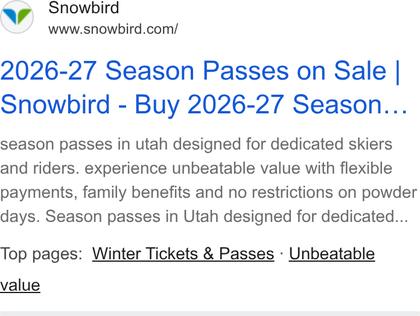 Snowbird
www.snowbird.com/
2026-27 Season Passes on Sale |
Snowbird - Buy 2026-27 Season...
season passes in utah designed for dedicated skiers
and riders. experience unbeatable value with flexible
payments, family benefits and no restrictions on powder
days. Season passes in Utah designed for dedicated...
Top pages: Winter Tickets & Passes · Unbeatable
value